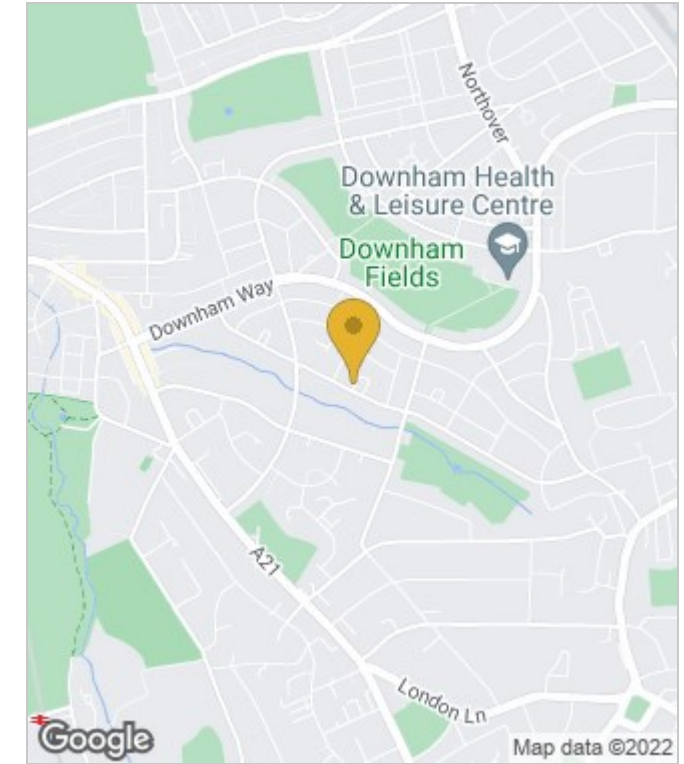 Northover
Downham Health
& Leisure Centre
Downham
Fields
Downham Way
A21
London Ln
Google
Map data ©2022